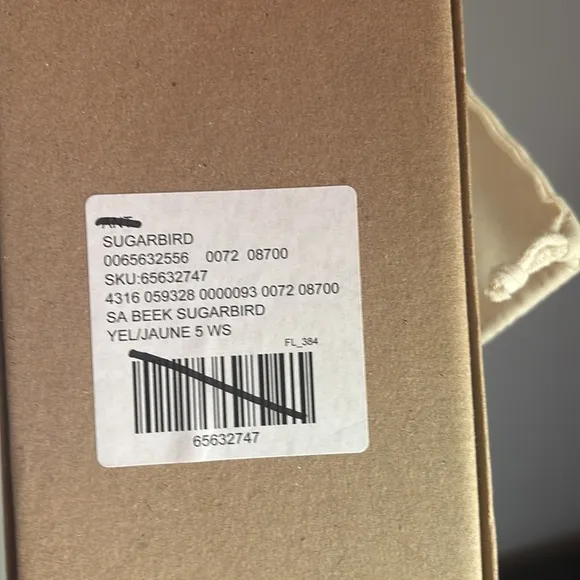 SUGARBIRD
0065632556 0072 08700
SKU:65632747
4316 059328 0000093 0072 08700
SA BEEK SUGARBIRD
YEL/JAUNE 5 WS
FL_384
65632747